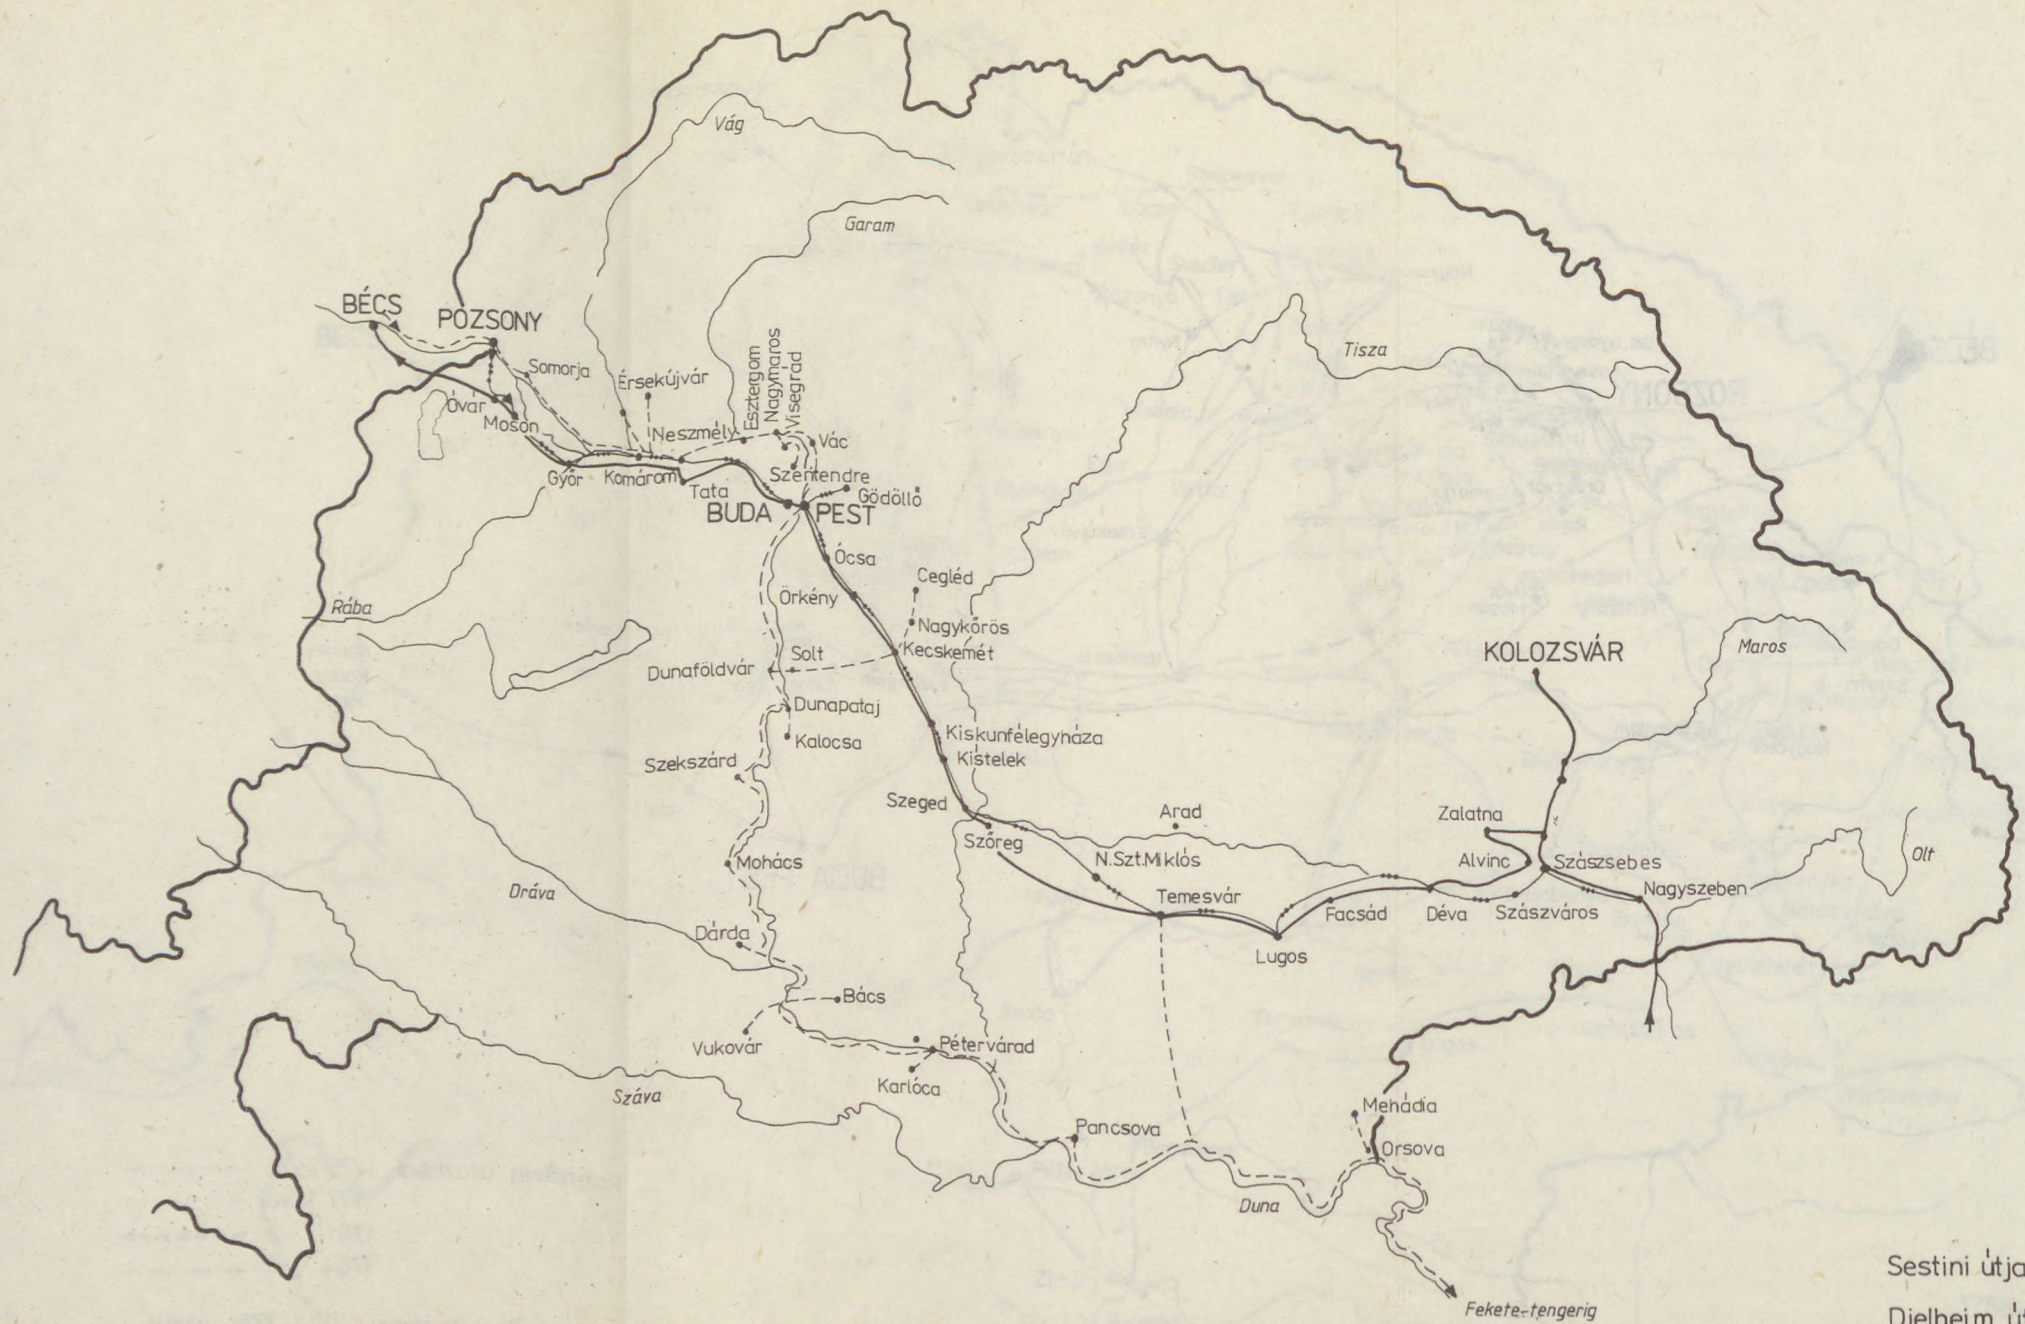 Vág
Garam
BÉCS
POZSONY
Somorja
Érsekújvár
Esztergom
Nagymaros
Visegrád
Óvár
Moson
Neszmély
Vác
Győr
Komárom
Tata
Szentendre
Gödöllő
BUDA
PEST
Tisza
Ócsa
Cegléd
Örkény
Nagykőrös
Rába
Kecskemét
Solt
Dunaföldvár
KOLOZSVÁR
Maros
Dunapataj
Kalocsa
Kiskunfélegyháza
Kistelek
Szekszárd
Szeged
Arad
Zalatna
Szőreg
N.Szt.Miklós
Alvinc
Szászsebes
Olt
Mohács
Dráva
Temesvár
Facsád
Déva
Szászváros
Nagyszeben
Dárda
Lugos
Bács
Vukovár
Pétervárad
Karlóca
Száva
Mehádia
Pancsova
Orsova
Duna
Sestini útja
Fekete-tengerig